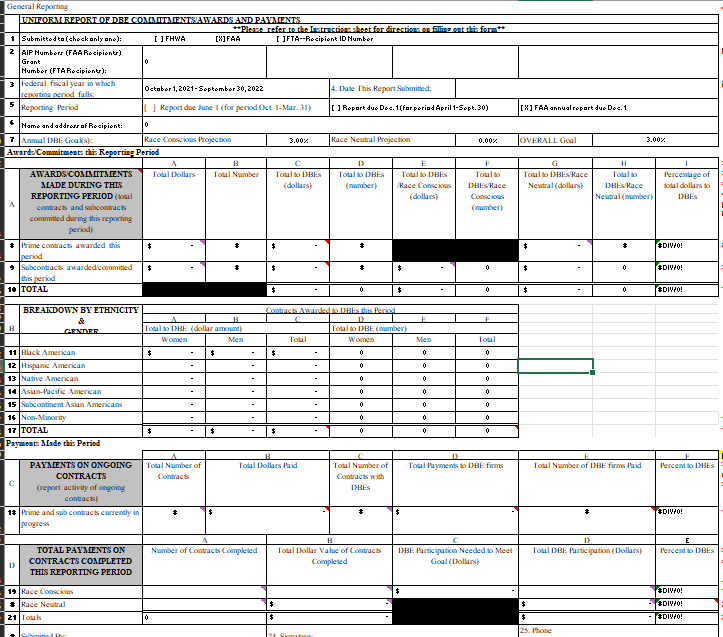 General Reporting
UNIFORM REPORT OF DBE COMMITMENTS/AWARDS AND PAYMENTS
**Please refer to the Instructions sheet for directions on filling out this form**
1 Submitted to (check only one): [ ] FHWA [X] FAA [ ] FTA--Recipient ID Number
2 AIP Numbers (FAA Recipients)
Grant
Number (FTA Recipients): 0
3 Federal fiscal year in which
reporting period falls: October 1, 2021 - September 30, 2022 4. Date This Report Submitted:
5 Reporting Period [ ] Report due June 1 (for period Oct. 1-Mar. 31) [ ] Report due Dec. 1 (for period April 1-Sept. 30) [X] FAA annual report due Dec. 1
6 Name and address of Recipient: 0
7 Annual DBE Goal(s): Race Conscious Projection 3.00% Race Neutral Projection 0.00% OVERALL Goal 3.00%
Awards/Commitments this Reporting Period
A B C D E F G H I
A AWARDS/COMMITMENTS
MADE DURING THIS
REPORTING PERIOD (total
contracts and subcontracts
committed during this reporting
period)
Total Dollars
Total Number
Total to DBEs
(dollars)
Total to DBEs
(number)
Total to DBEs
/Race Conscious
(dollars)
Total to
DBEs/Race
Conscious
(number)
Total to DBEs/Race
Neutral (dollars)
Total to
DBEs/Race
Neutral (number)
Percentage of
total dollars to
DBEs
8 Prime contracts awarded this
period $ - # $ - # $ - # #DIV/0!
9 Subcontracts awarded/committed
this period $ - # $ - # $ - 0 $ - 0 #DIV/0!
10 TOTAL $ - 0 $ - 0 $ - 0 #DIV/0!
B BREAKDOWN BY ETHNICITY
&
GENDER
Contracts Awarded to DBEs this Period
A B C D E F
Total to DBE (dollar amount) Total to DBE (number)
Women Men Total Women Men Total
11 Black American $ - $ - $ - 0 0 0
12 Hispanic American - - - 0 0 0
13 Native American - - - 0 0 0
14 Asian-Pacific American - - - 0 0 0
15 Subcontinent Asian Americans - - - 0 0 0
16 Non-Minority - - - 0 0 0
17 TOTAL $ - $ - $ - 0 0 0
Payments Made this Period
A B C D E F
C PAYMENTS ON ONGOING
CONTRACTS
(report activity of ongoing
contracts)
Total Number of
Contracts
Total Dollars Paid
Total Number of
Contracts with
DBEs
Total Payments to DBE firms
Total Number of DBE firms Paid
Percent to DBEs
18 Prime and sub contracts currently in
progress # $ - # $ - # #DIV/0!
A B C D E
D TOTAL PAYMENTS ON
CONTRACTS COMPLETED
THIS REPORTING PERIOD
Number of Contracts Completed
Total Dollar Value of Contracts
Completed
DBE Participation Needed to Meet
Goal (Dollars)
Total DBE Participation (Dollars)
Percent to DBEs
19 Race Conscious $ - #DIV/0!
# Race Neutral $ - $ - #DIV/0!
21 Totals 0 $ - $ - #DIV/0!
# Submitted By: 24. Signature: 25. Phone